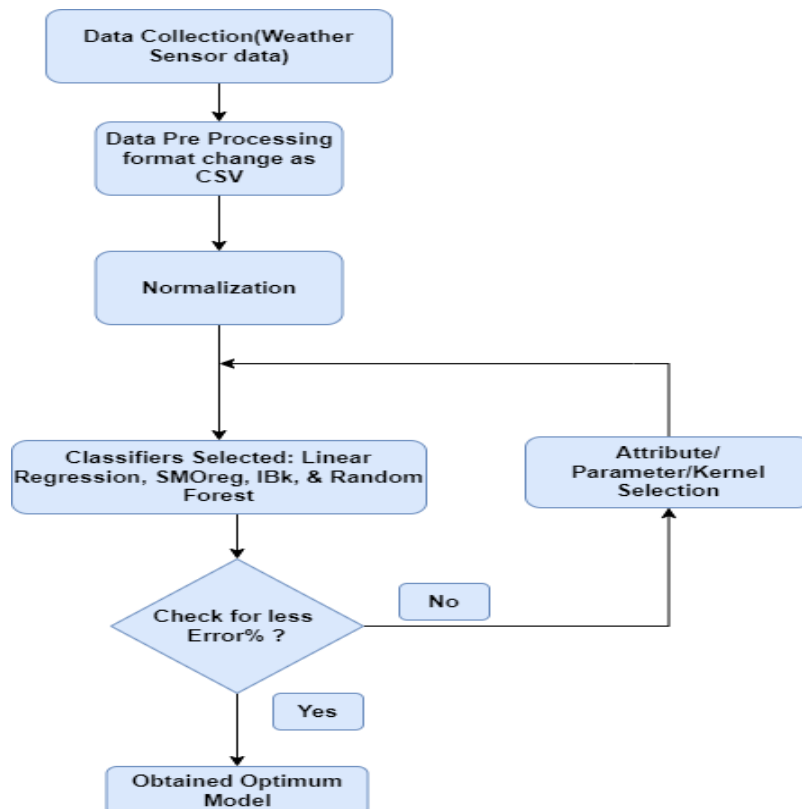 Data Collection(Weather
Sensor data)
Data Pre Processing
format change as
CSV
Normalization
Classifiers Selected: Linear
Regression, SMOreg, IBk, & Random
Forest
Attribute/
Parameter/Kernel
Selection
Check for less
Error% ?
No
Yes
Obtained Optimum
Model